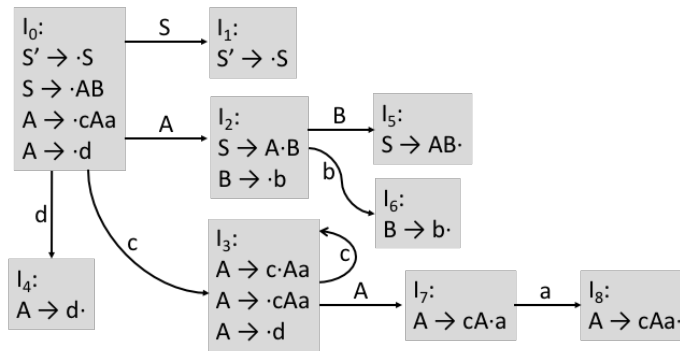 I₀:
S' → ·S
S → ·AB
A → ·cAa
A → ·d
S
I₁:
S' → ·S
A
I₂:
S → A·B
B → ·b
B
I₅:
S → AB·
b
I₆:
B → b·
d
c
I₄:
A → d·
I₃:
A → c·Aa
A → ·cAa
A → ·d
c
A
I₇:
A → cA·a
a
I₈:
A → cAa·